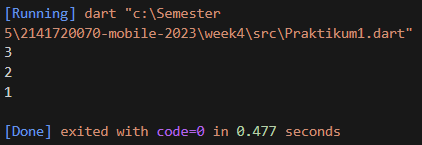 [Running] dart "c:\Semester
5\2141720070-mobile-2023\week4\src\Praktikum1.dart"
3
2
1
[Done] exited with code=0 in 0.477 seconds